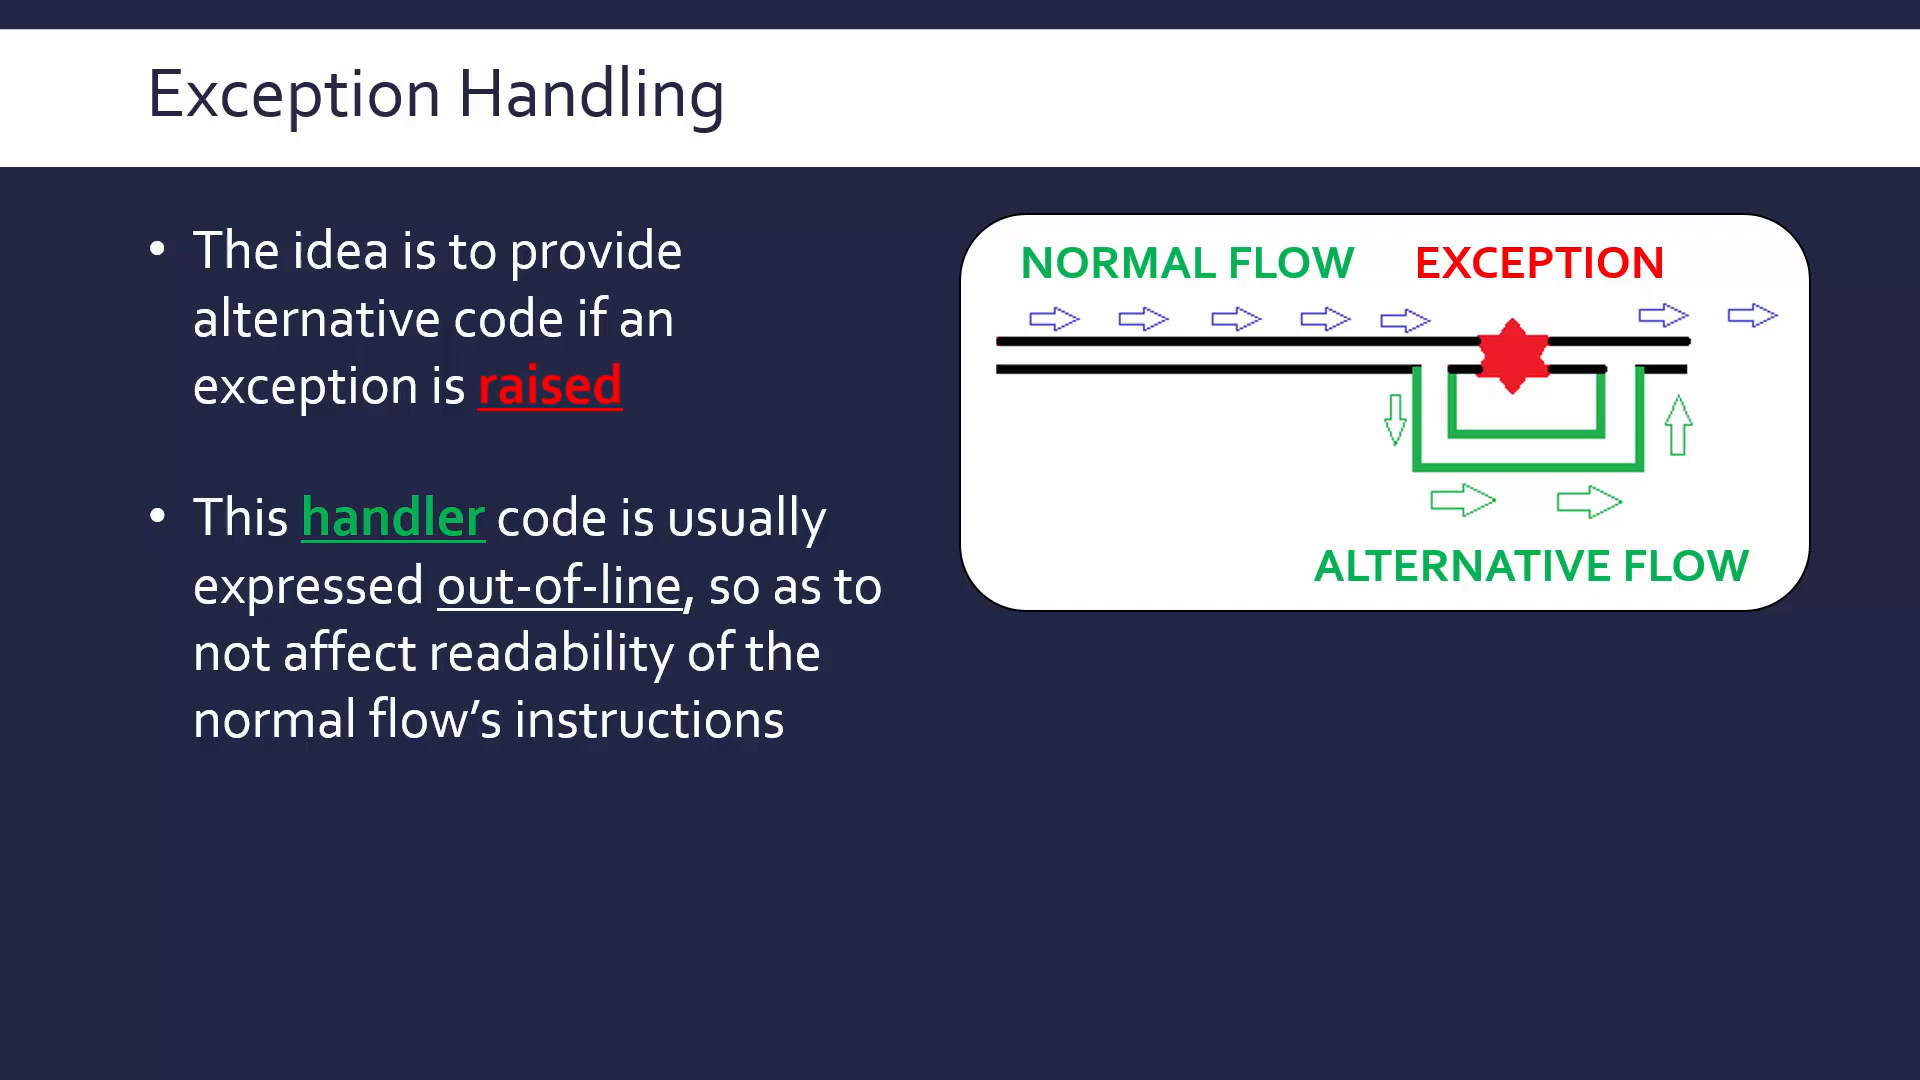 Exception Handling
• The idea is to provide
alternative code if an
exception is raised
• This handler code is usually
expressed out-of-line, so as to
not affect readability of the
normal flow’s instructions
NORMAL FLOW EXCEPTION
ALTERNATIVE FLOW